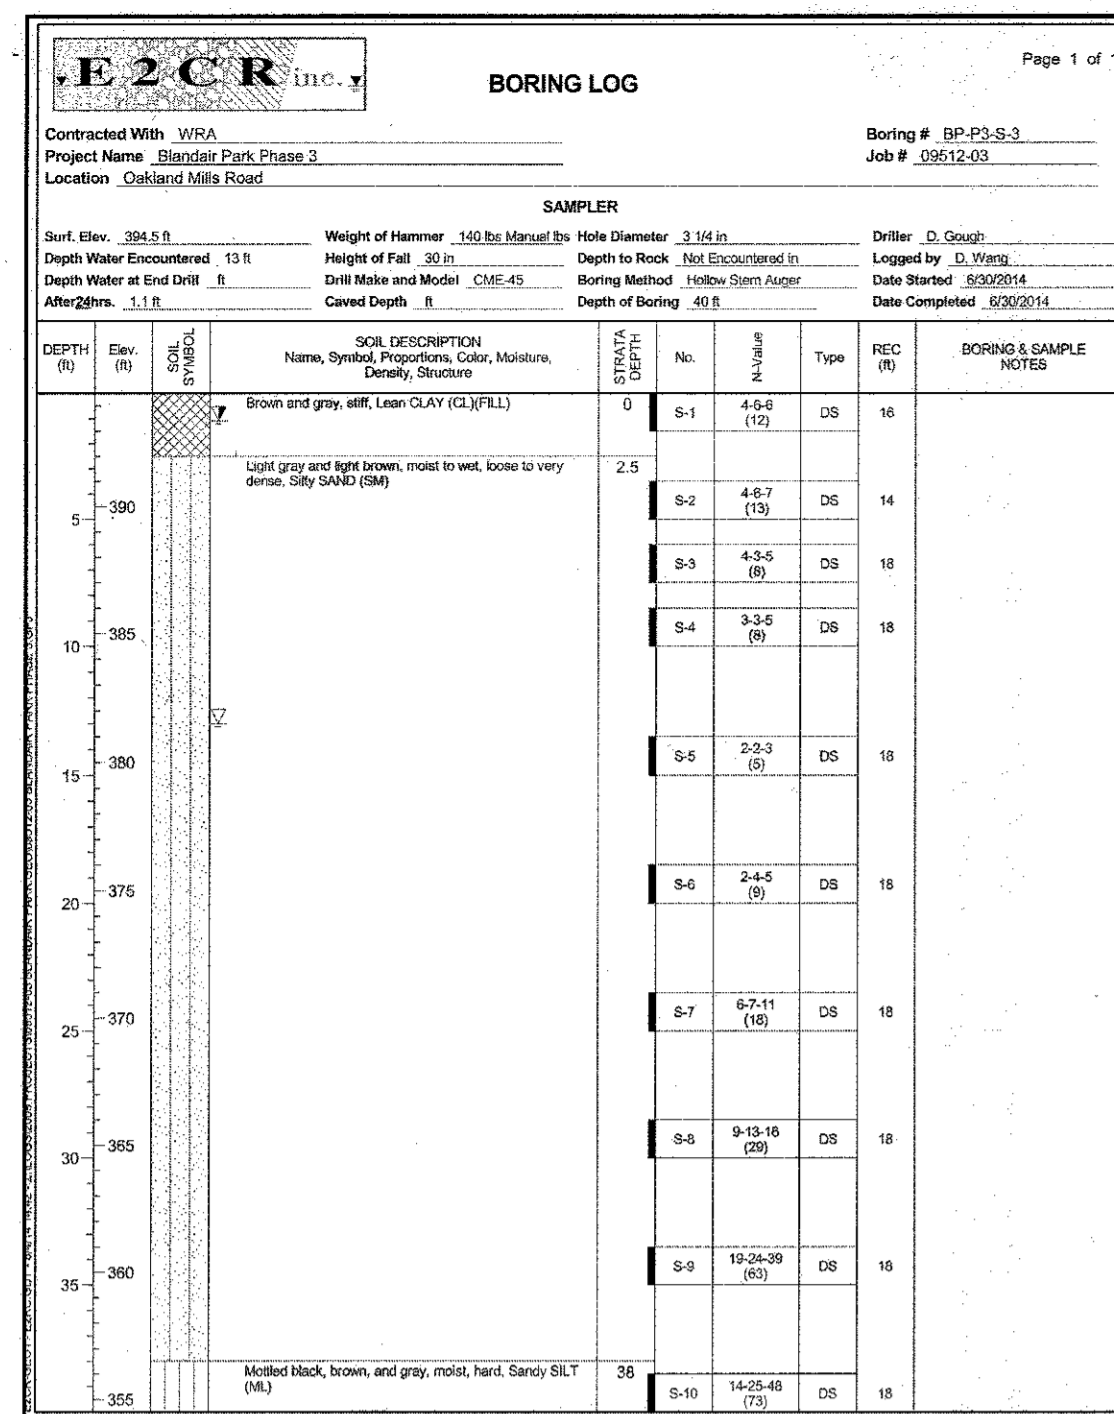 E2CR inc.
BORING LOG
Page 1 of 1
Contracted With WRA
Boring # BP-P3-S-3
Project Name Blandair Park Phase 3
Job # 09512-03
Location Oakland Mills Road
SAMPLER
Surf. Elev. 394.5 ft Weight of Hammer 140 lbs Manual lbs Hole Diameter 3 1/4 in Driller D. Gough
Depth Water Encountered 13 ft Height of Fall 30 in Depth to Rock Not Encountered in Logged by D. Wang
Depth Water at End Drill ft Drill Make and Model CME-45 Boring Method Hollow Stem Auger Date Started 6/30/2014
After 24hrs. 1.1 ft Caved Depth ft Depth of Boring 40 ft Date Completed 6/30/2014
DEPTH (ft) Elev. (ft) SOIL SYMBOL SOIL DESCRIPTION Name, Symbol, Proportions, Color, Moisture, Density, Structure STRATA DEPTH No. N-Value Type REC (ft) BORING & SAMPLE NOTES
Brown and gray, stiff, Lean CLAY (CL)(FILL) 0 S-1 4-6-6 (12) DS 16
Light gray and light brown, moist to wet, loose to very 2.5
dense, Silty SAND (SM)
5 390 S-2 4-6-7 (13) DS 14
S-3 4-3-5 (8) DS 18
10 385 S-4 3-3-5 (8) DS 18
15 380 S-5 2-2-3 (5) DS 18
20 375 S-6 2-4-5 (9) DS 18
25 370 S-7 6-7-11 (18) DS 18
30 365 S-8 9-13-16 (29) DS 18
35 360 S-9 19-24-39 (63) DS 18
Mottled black, brown, and gray, moist, hard, Sandy SILT 38
(ML)
355 S-10 14-25-48 (73) DS 18